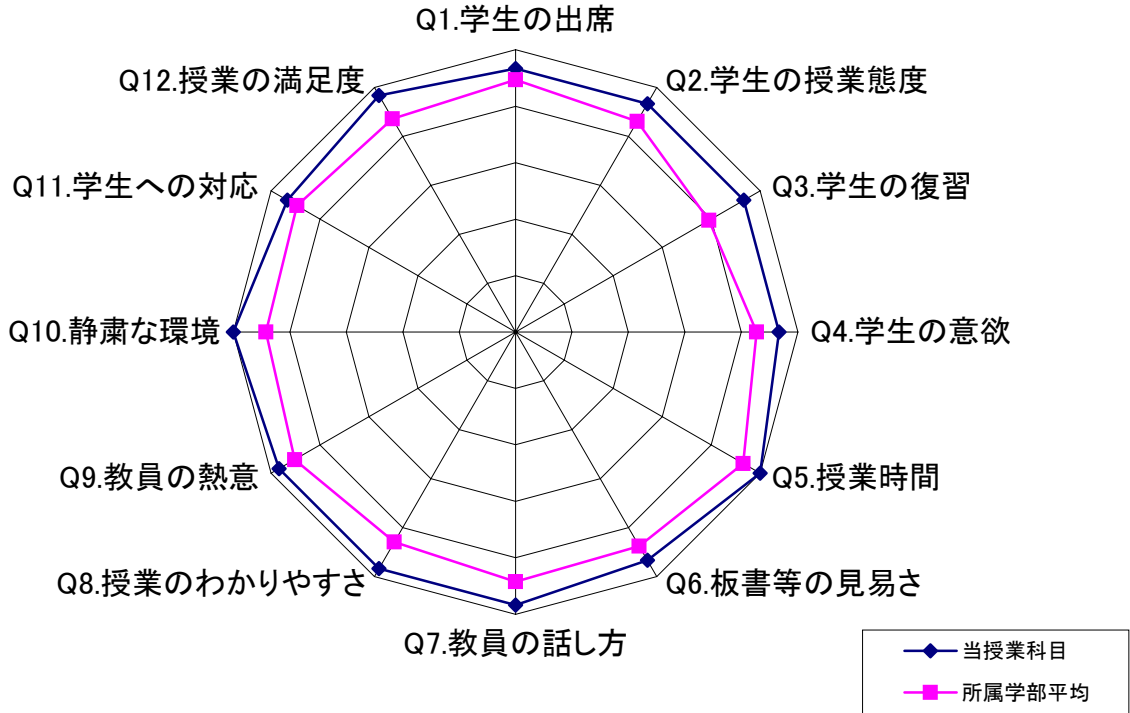 Q1.学生の出席
Q2.学生の授業態度
Q3.学生の復習
Q4.学生の意欲
Q5.授業時間
Q6.板書等の見易さ
Q7.教員の話し方
Q8.授業のわかりやすさ
Q9.教員の熱意
Q10.静粛な環境
Q11.学生への対応
Q12.授業の満足度
当授業科目
所属学部平均